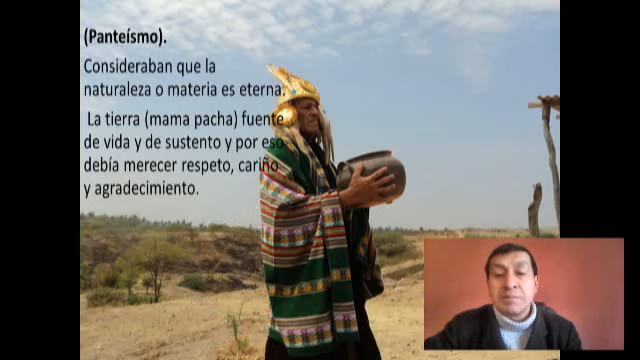 (Panteísmo).
Consideraban que la
naturaleza o materia es eterna.
La tierra (mama pacha) fuente
de vida y de sustento y por eso
debía merecer respeto, cariño
y agradecimiento.